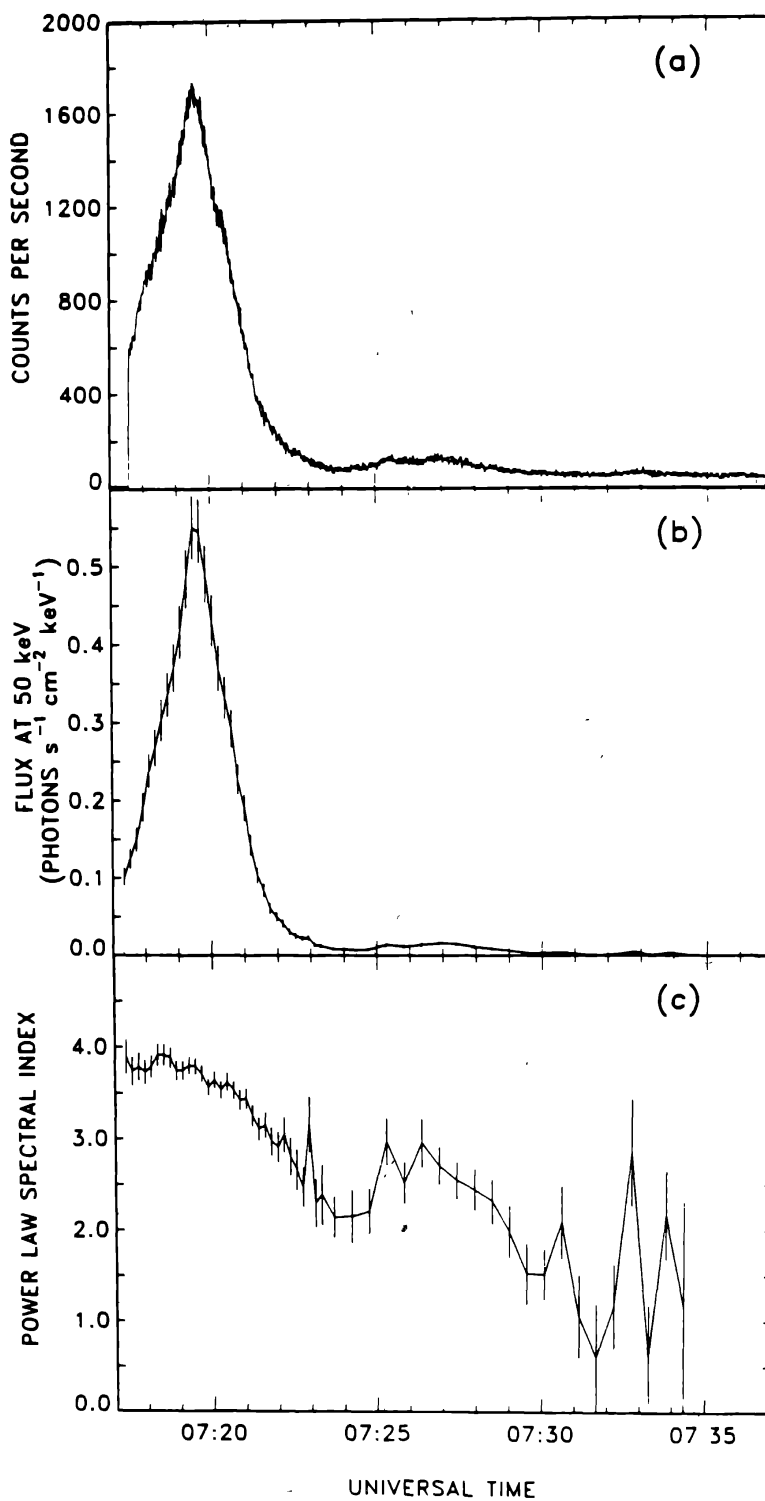 (a)
2000
1600
1200
800
400
0
COUNTS PER SECOND
(b)
0.5
0.4
0.3
0.2
0.1
0.0
FLUX AT 50 keV
(PHOTONS s⁻¹ cm⁻² keV⁻¹)
(c)
4.0
3.0
2.0
1.0
0.0
POWER LAW SPECTRAL INDEX
07:20 07:25 07:30 07 35
UNIVERSAL TIME